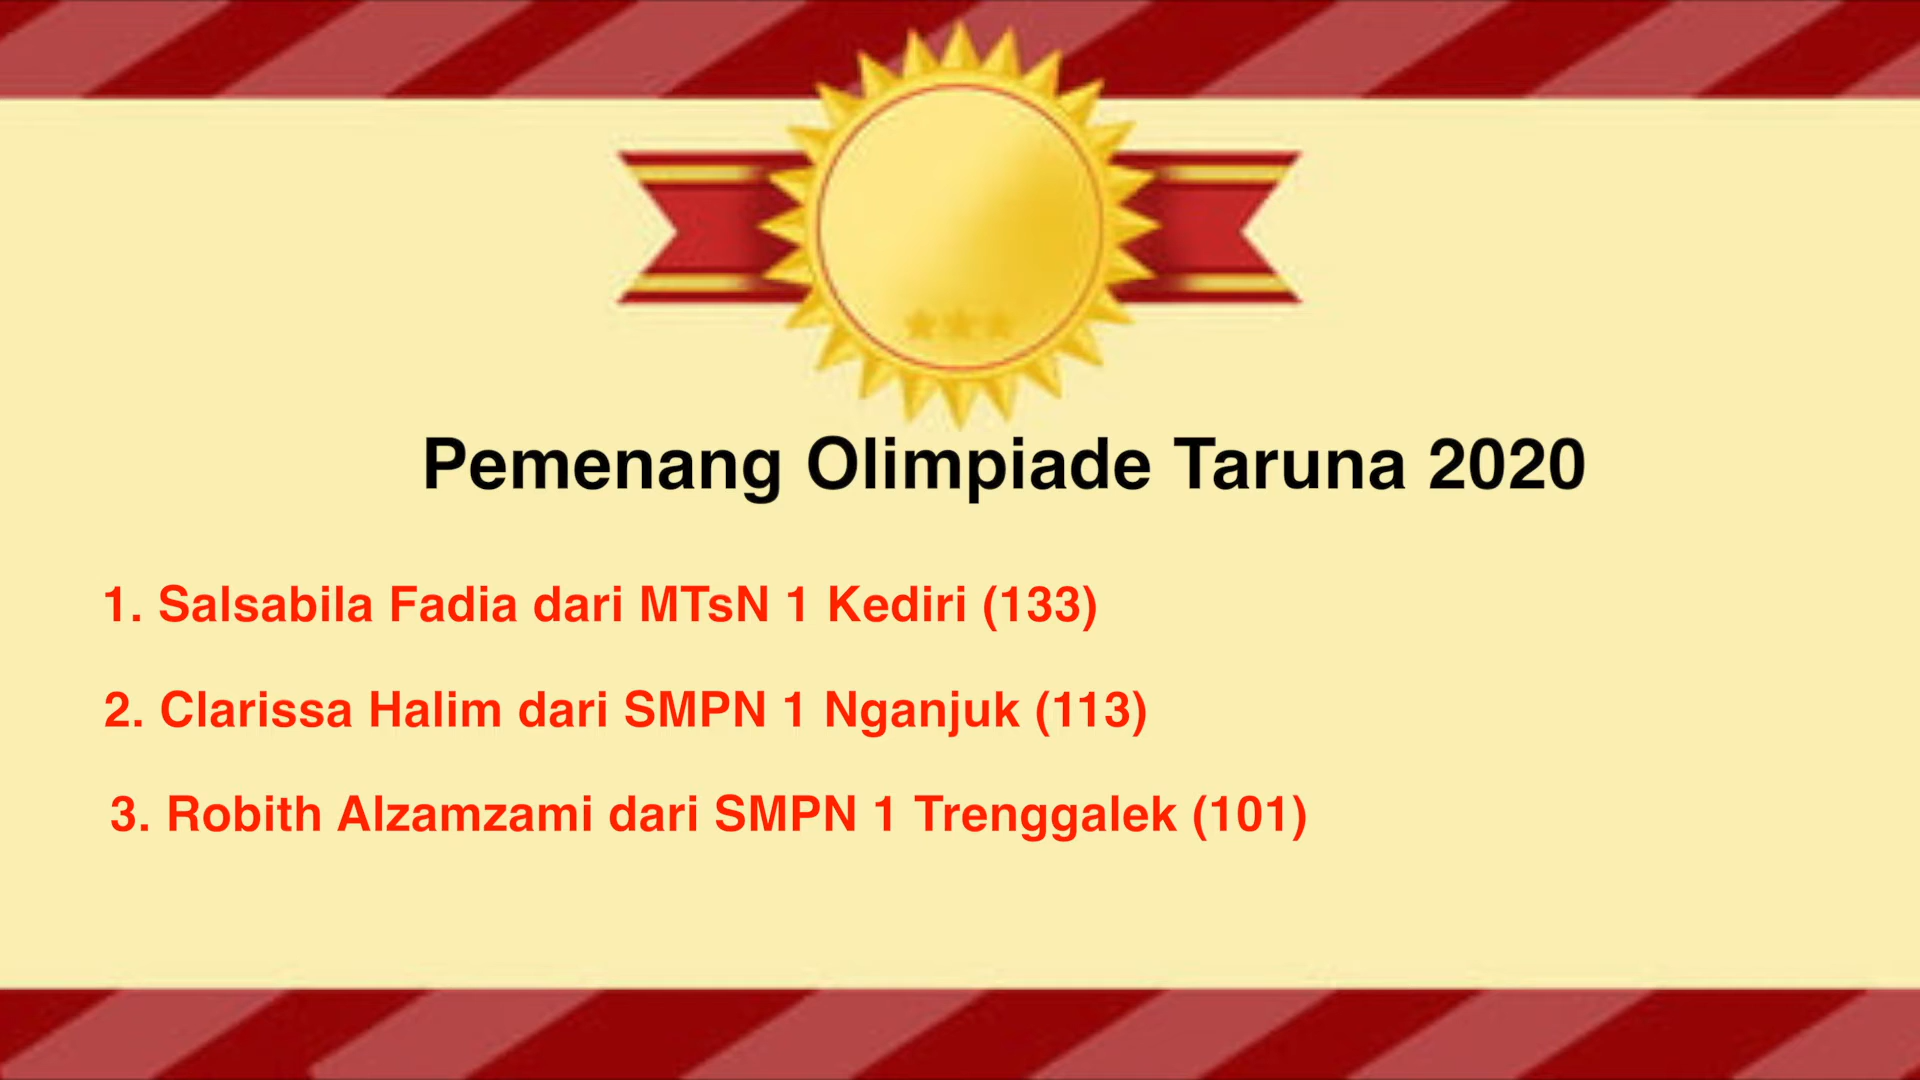 Pemenang Olimpiade Taruna 2020
1. Salsabila Fadia dari MTsN 1 Kediri (133)
2. Clarissa Halim dari SMPN 1 Nganjuk (113)
3. Robith Alzamzami dari SMPN 1 Trenggalek (101)